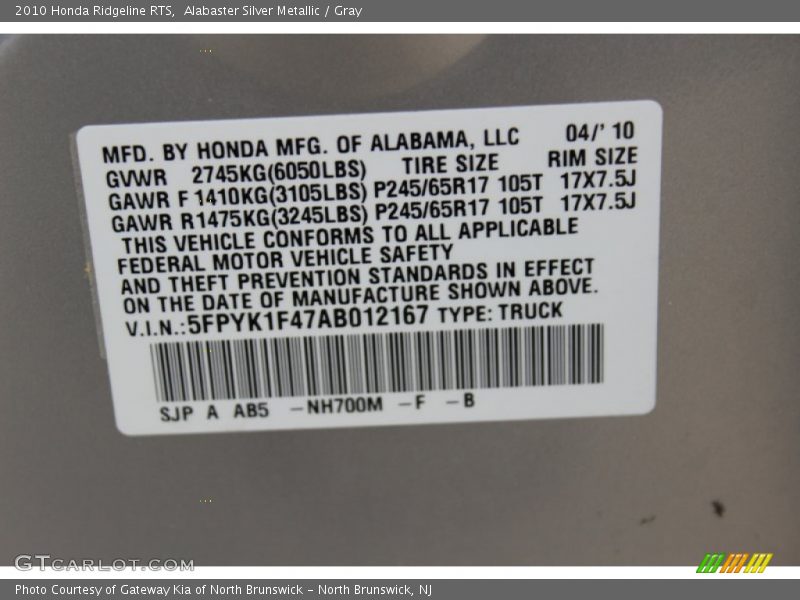 2010 Honda Ridgeline RTS,  Alabaster Silver Metallic / Gray
MFD. BY HONDA MFG. OF ALABAMA, LLC 04/' 10
GVWR 2745KG(6050LBS) TIRE SIZE RIM SIZE
GAWR F 1410KG(3105LBS) P245/65R17 105T 17X7.5J
GAWR R1475KG(3245LBS) P245/65R17 105T 17X7.5J
THIS VEHICLE CONFORMS TO ALL APPLICABLE
FEDERAL MOTOR VEHICLE SAFETY
AND THEFT PREVENTION STANDARDS IN EFFECT
ON THE DATE OF MANUFACTURE SHOWN ABOVE.
V.I.N.:5FPYK1F47AB012167 TYPE: TRUCK
SJP A AB5 -NH700M -F -B
GTCARLOT.COM
Photo Courtesy of Gateway Kia of North Brunswick - North Brunswick, NJ